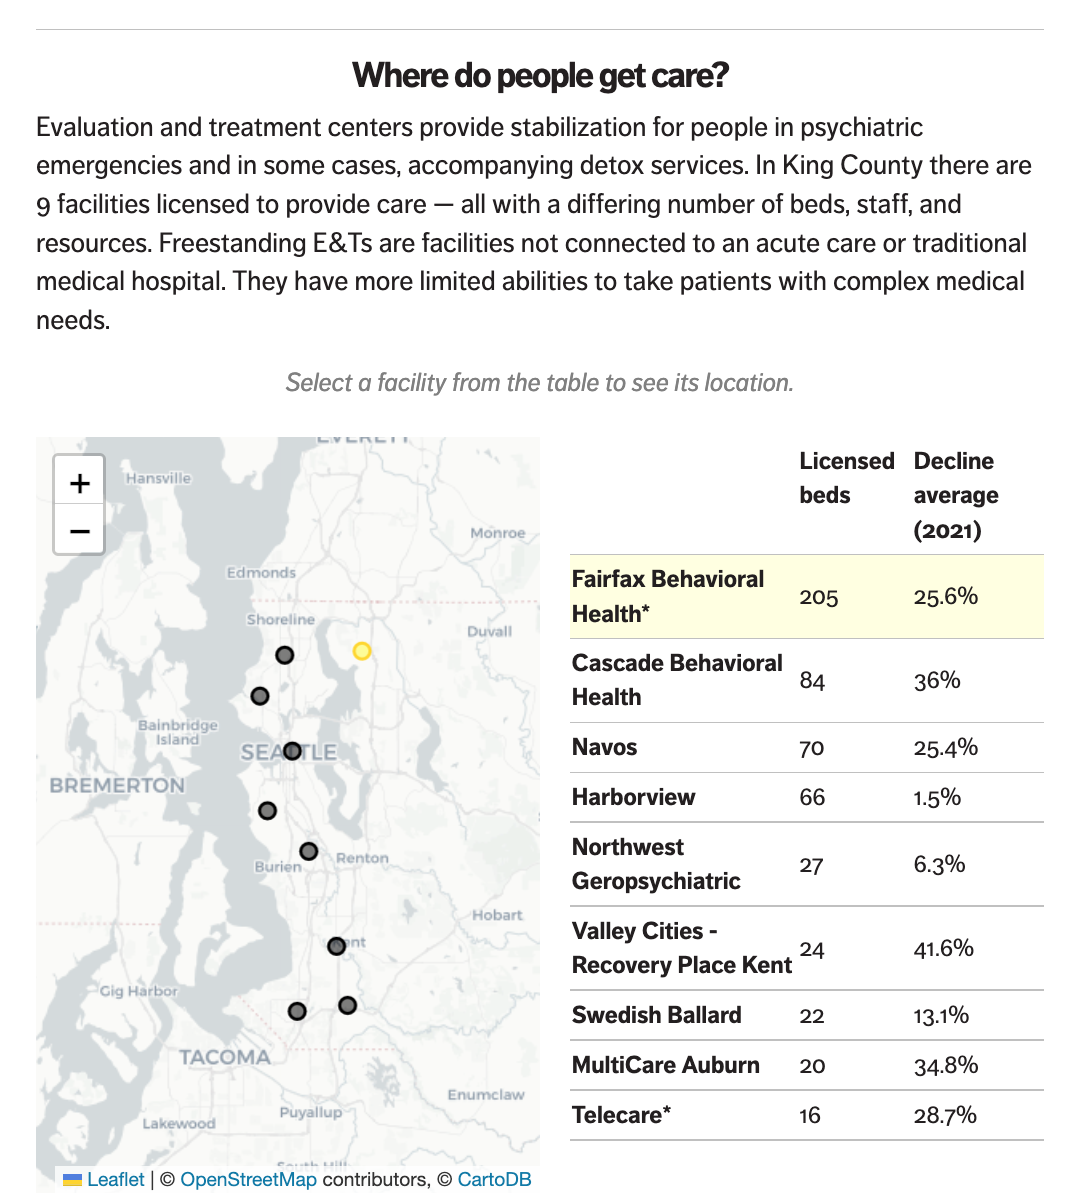 Where do people get care?
Evaluation and treatment centers provide stabilization for people in psychiatric
emergencies and in some cases, accompanying detox services. In King County there are
9 facilities licensed to provide care — all with a differing number of beds, staff, and
resources. Freestanding E&Ts are facilities not connected to an acute care or traditional
medical hospital. They have more limited abilities to take patients with complex medical
needs.
Select a facility from the table to see its location.
EVERETT
+
−
Hansville
Monroe
Edmonds
Shoreline
Duvall
Bainbridge
Island
SEATTLE
BREMERTON
Burien
Renton
Hobart
Kent
Gig Harbor
TACOMA
Enumclaw
Puyallup
Lakewood
South Hill
Leaflet | © OpenStreetMap contributors, © CartoDB
Licensed beds Decline average (2021)
Fairfax Behavioral Health* 205 25.6%
Cascade Behavioral Health 84 36%
Navos 70 25.4%
Harborview 66 1.5%
Northwest Geropsychiatric 27 6.3%
Valley Cities - Recovery Place Kent 24 41.6%
Swedish Ballard 22 13.1%
MultiCare Auburn 20 34.8%
Telecare* 16 28.7%